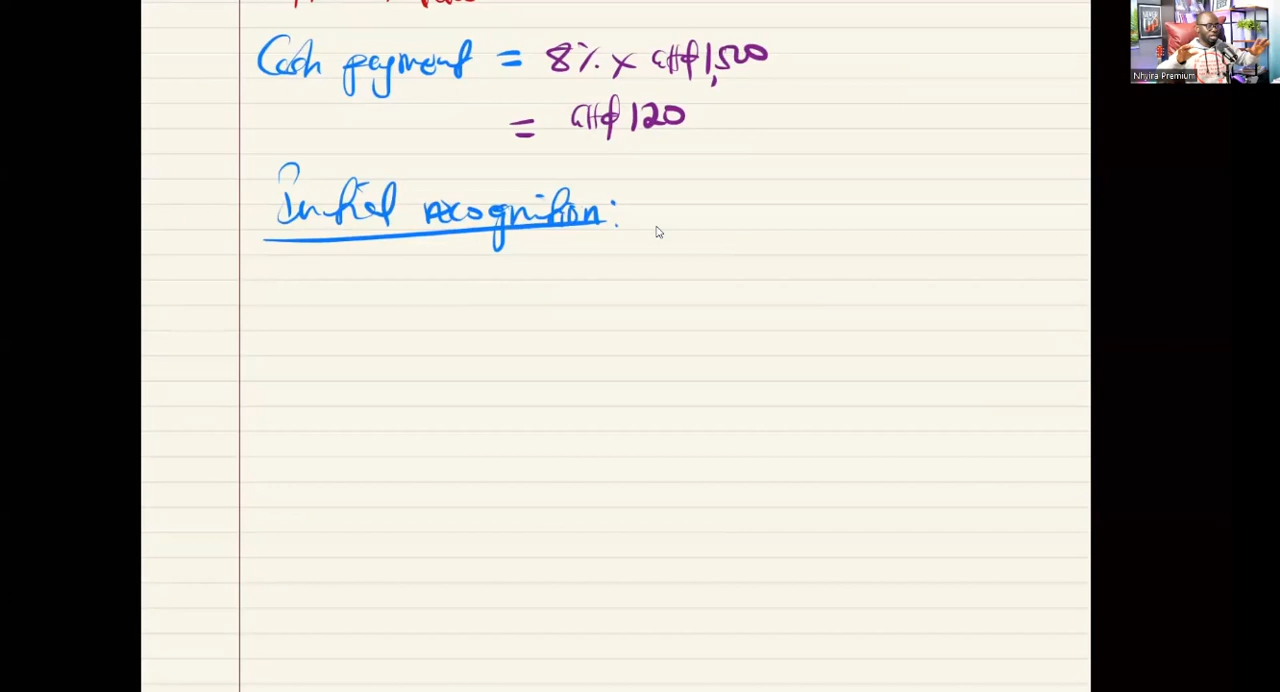 Cash payment = 8% x GH¢1,500
= GH¢120
Initial recognition:
Nhyira Premium